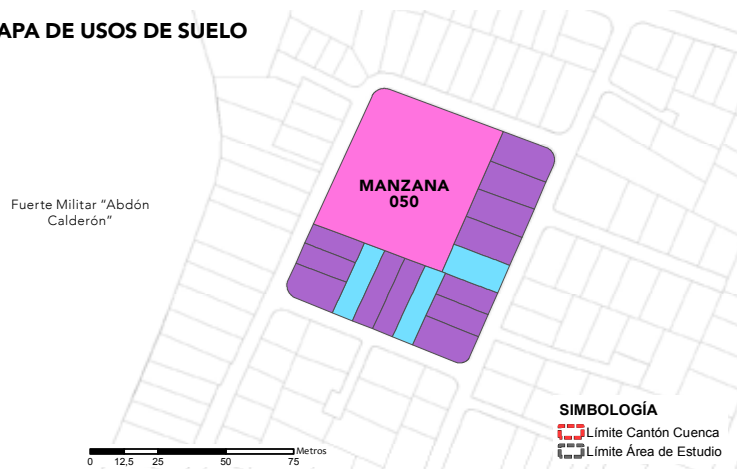 APA DE USOS DE SUELO
MANZANA
050
Fuerte Militar "Abdón
Calderón"
SIMBOLOGÍA
Límite Cantón Cuenca
Límite Área de Estudio
Metros
0 12,5 25 50 75